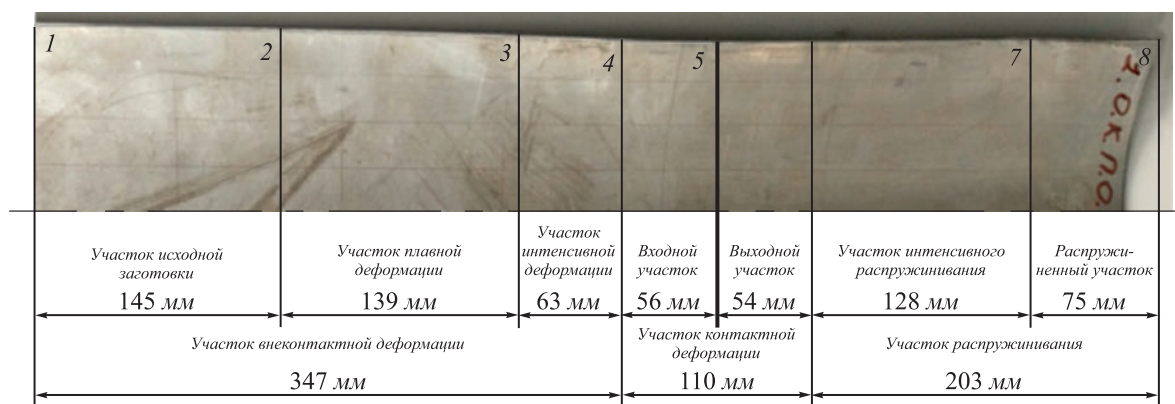 1 2 3 4 5 7 8
1.О.К.П.О.
Участок исходной
заготовки
145 мм
Участок плавной
деформации
139 мм
Участок
интенсивной
деформации
63 мм
Входной
участок
56 мм
Выходной
участок
54 мм
Участок интенсивного
распружинивания
128 мм
Распружи-
ненный участок
75 мм
Участок внеконтактной деформации
347 мм
Участок контактной
деформации
110 мм
Участок распружинивания
203 мм